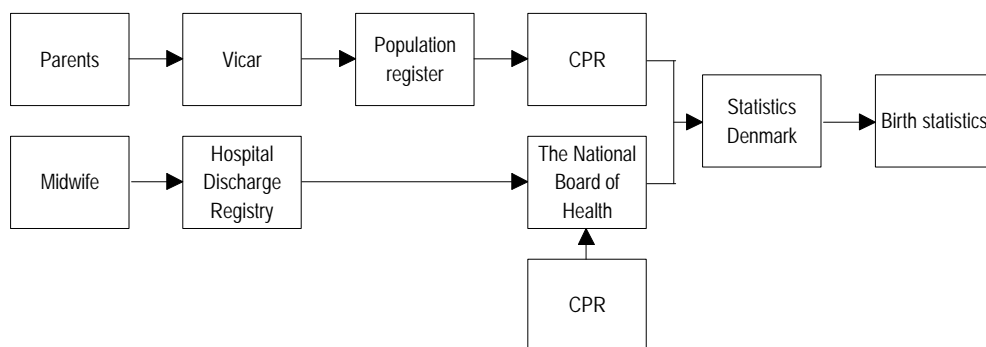 Parents
Vicar
Population
register
CPR
Statistics
Denmark
Birth statistics
Midwife
Hospital
Discharge
Registry
The National
Board of
Health
CPR